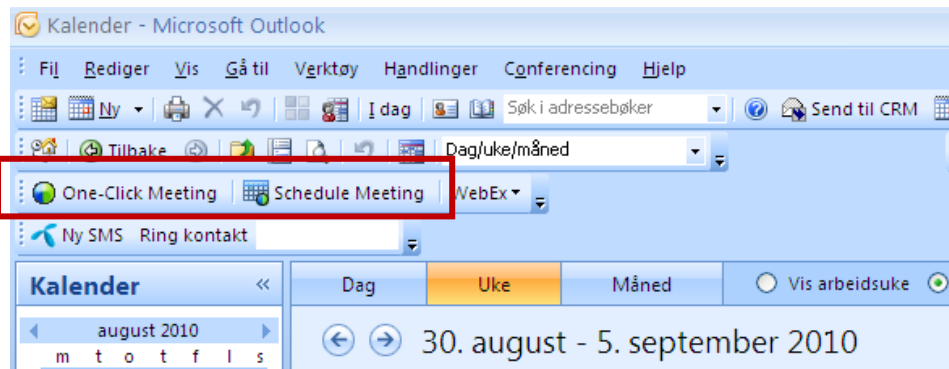 Kalender - Microsoft Outlook
Fil Rediger Vis Gå til Verktøy Handlinger Conferencing Hjelp
Ny I dag Søk i adressebøker Send til CRM
Tilbake Dag/uke/måned
One-Click Meeting Schedule Meeting WebEx
Ny SMS Ring kontakt
Kalender « Dag Uke Måned Vis arbeidsuke
august 2010
30. august - 5. september 2010
m t o t f l s